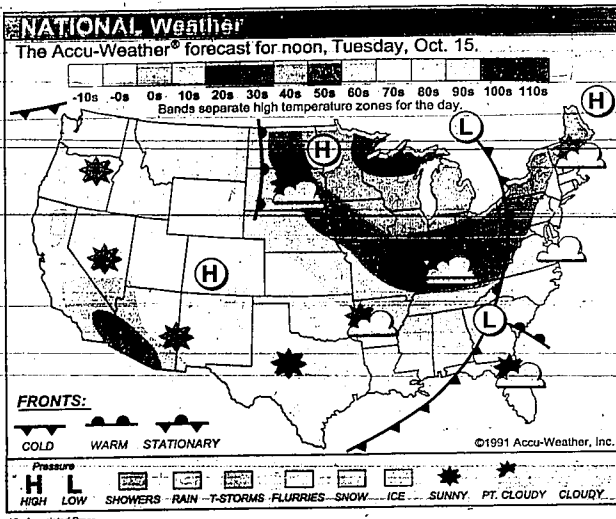 NATIONAL Weather
The Accu-Weather® forecast for noon, Tuesday, Oct. 15.
-10s -0s 0s 10s 20s 30s 40s 50s 60s 70s 80s 90s 100s 110s
Bands separate high temperature zones for the day.
H
L
H
H
L
FRONTS:
COLD WARM STATIONARY
©1991 Accu-Weather, Inc.
Pressure
H L
HIGH LOW SHOWERS RAIN T-STORMS FLURRIES SNOW ICE SUNNY PT. CLOUDY CLOUDY